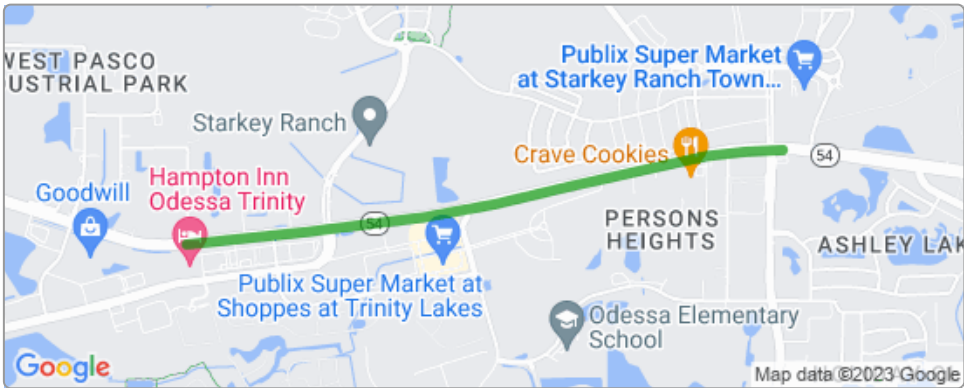 WEST PASCO
USTRIAL PARK
Publix Super Market
at Starkey Ranch Town...
Starkey Ranch
Crave Cookies
54
Goodwill
Hampton Inn
Odessa Trinity
54
PERSONS
HEIGHTS
ASHLEY LAK
Publix Super Market at
Shoppes at Trinity Lakes
Odessa Elementary
School
Google
Map data ©2023 Google